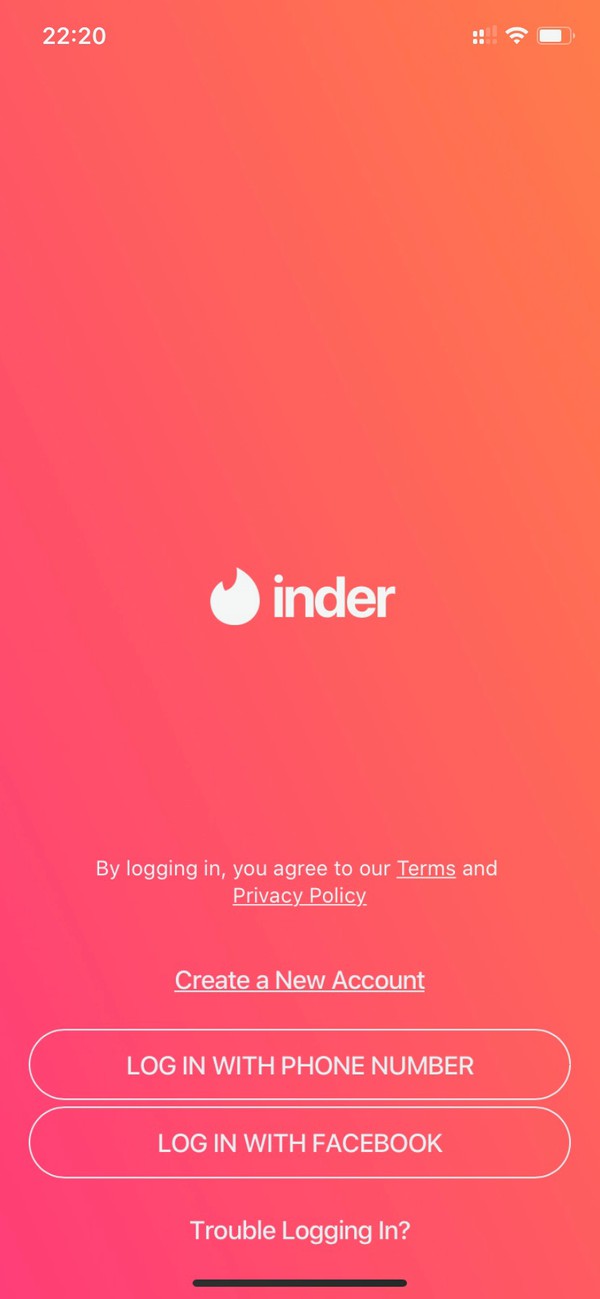 22:20
inder
By logging in, you agree to our Terms and
Privacy Policy
Create a New Account
LOG IN WITH PHONE NUMBER
LOG IN WITH FACEBOOK
Trouble Logging In?